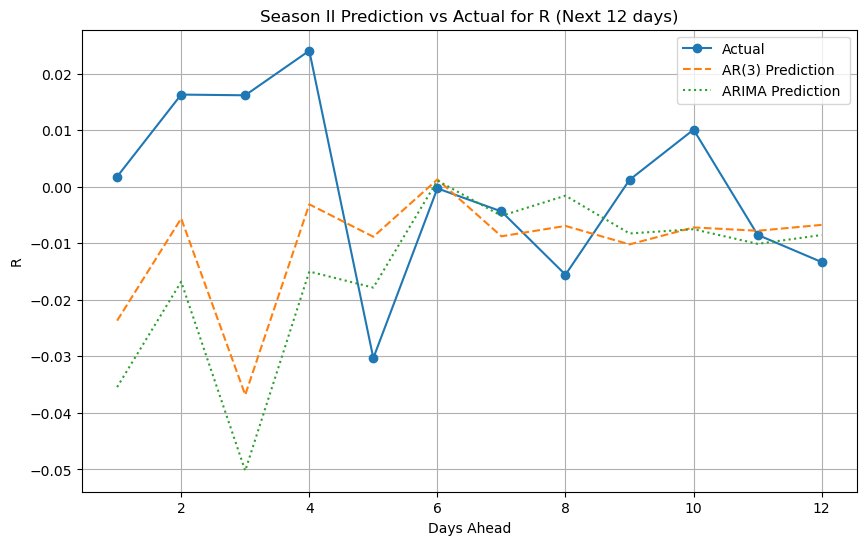 Season II Prediction vs Actual for R (Next 12 days)
Actual
AR(3) Prediction
ARIMA Prediction
0.02
0.01
0.00
−0.01
−0.02
−0.03
−0.04
−0.05
R
2 4 6 8 10 12
Days Ahead